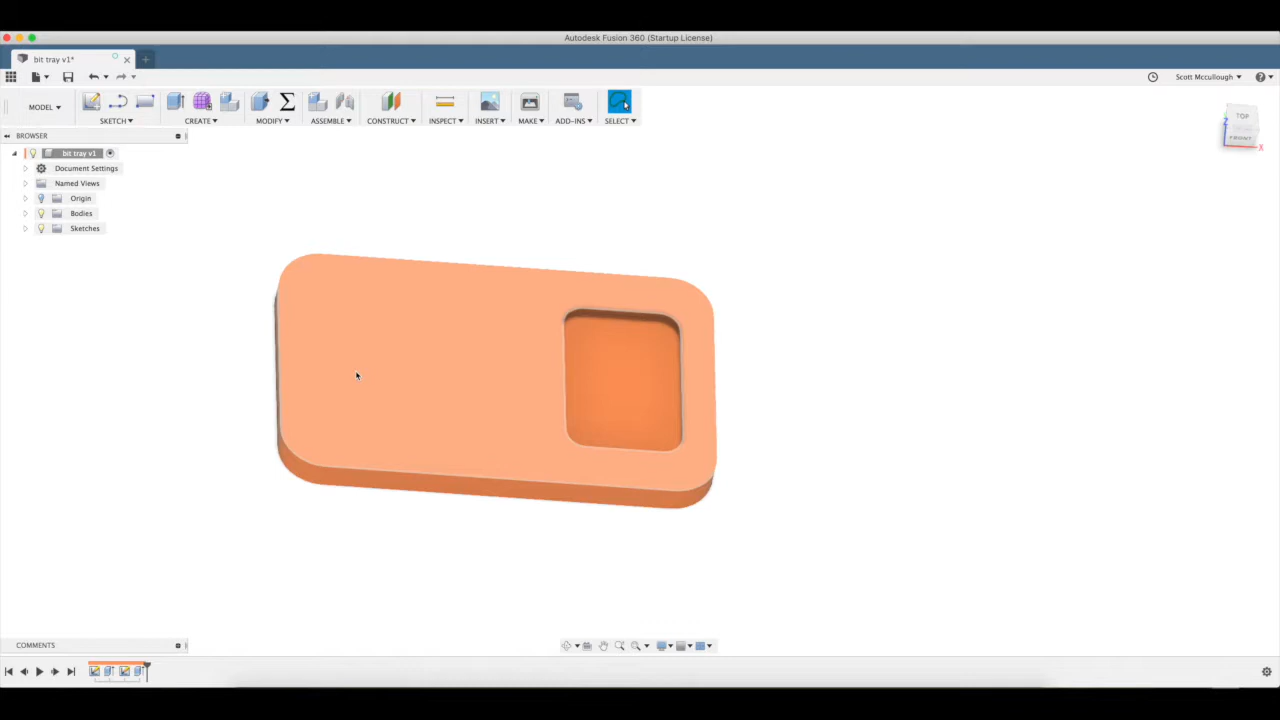 Autodesk Fusion 360 (Startup License)
bit tray v1*
Scott Mccullough
MODEL
SKETCH
CREATE
MODIFY
ASSEMBLE
CONSTRUCT
INSPECT
INSERT
MAKE
ADD-INS
SELECT
BROWSER
bit tray v1
Document Settings
Named Views
Origin
Bodies
Sketches
TOP
FRONT
Z
X
COMMENTS